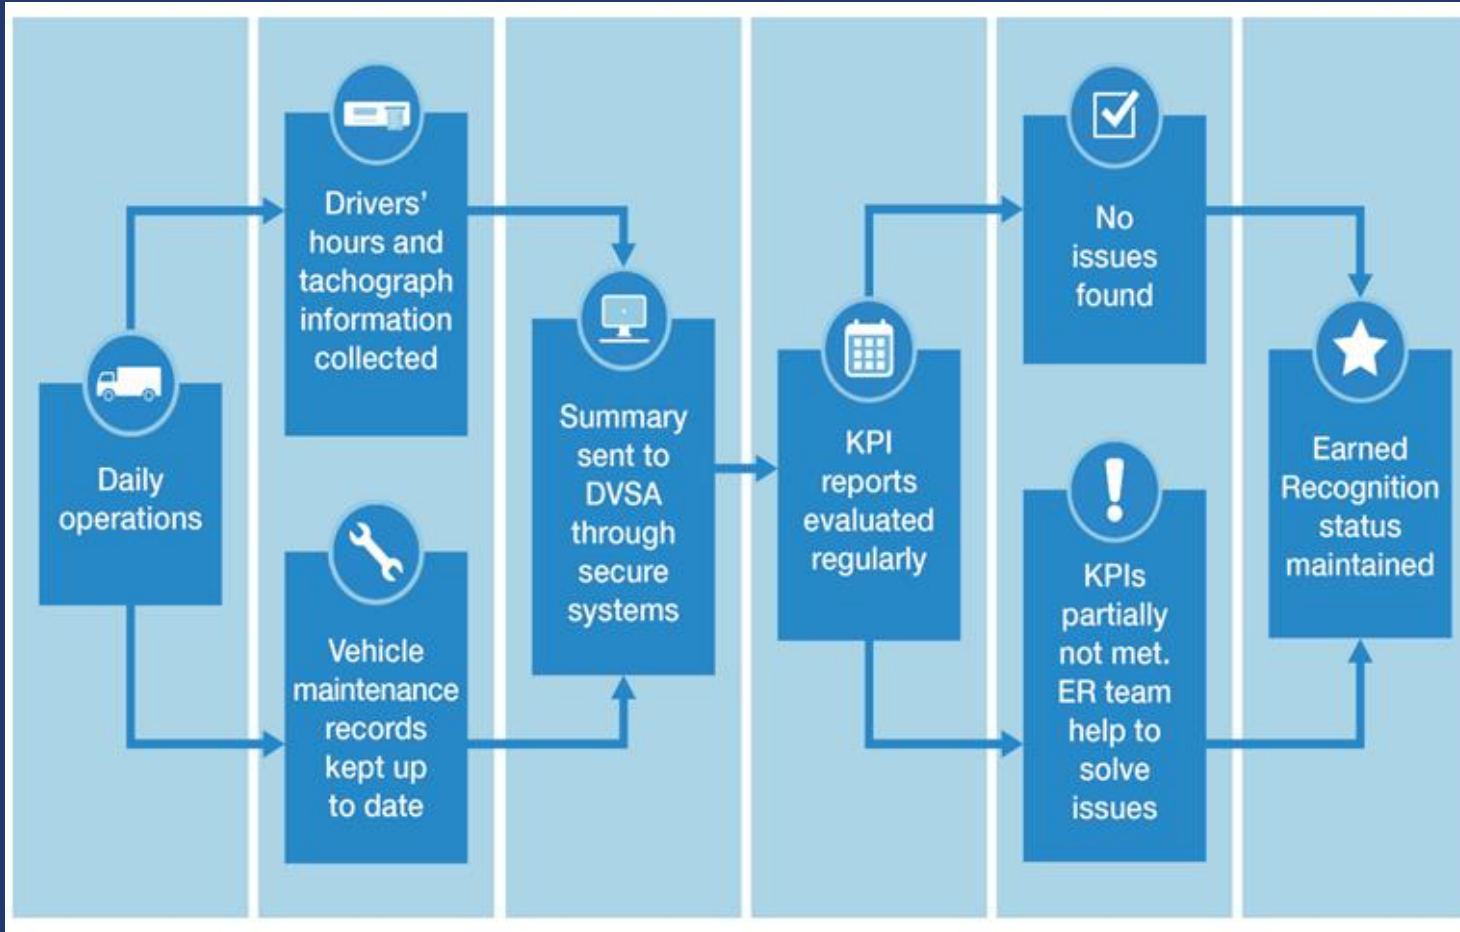 Daily
operations
Drivers’
hours and
tachograph
information
collected
Vehicle
maintenance
records
kept up
to date
Summary
sent to
DVSA
through
secure
systems
KPI
reports
evaluated
regularly
No
issues
found
KPIs
partially
not met.
ER team
help to
solve
issues
Earned
Recognition
status
maintained